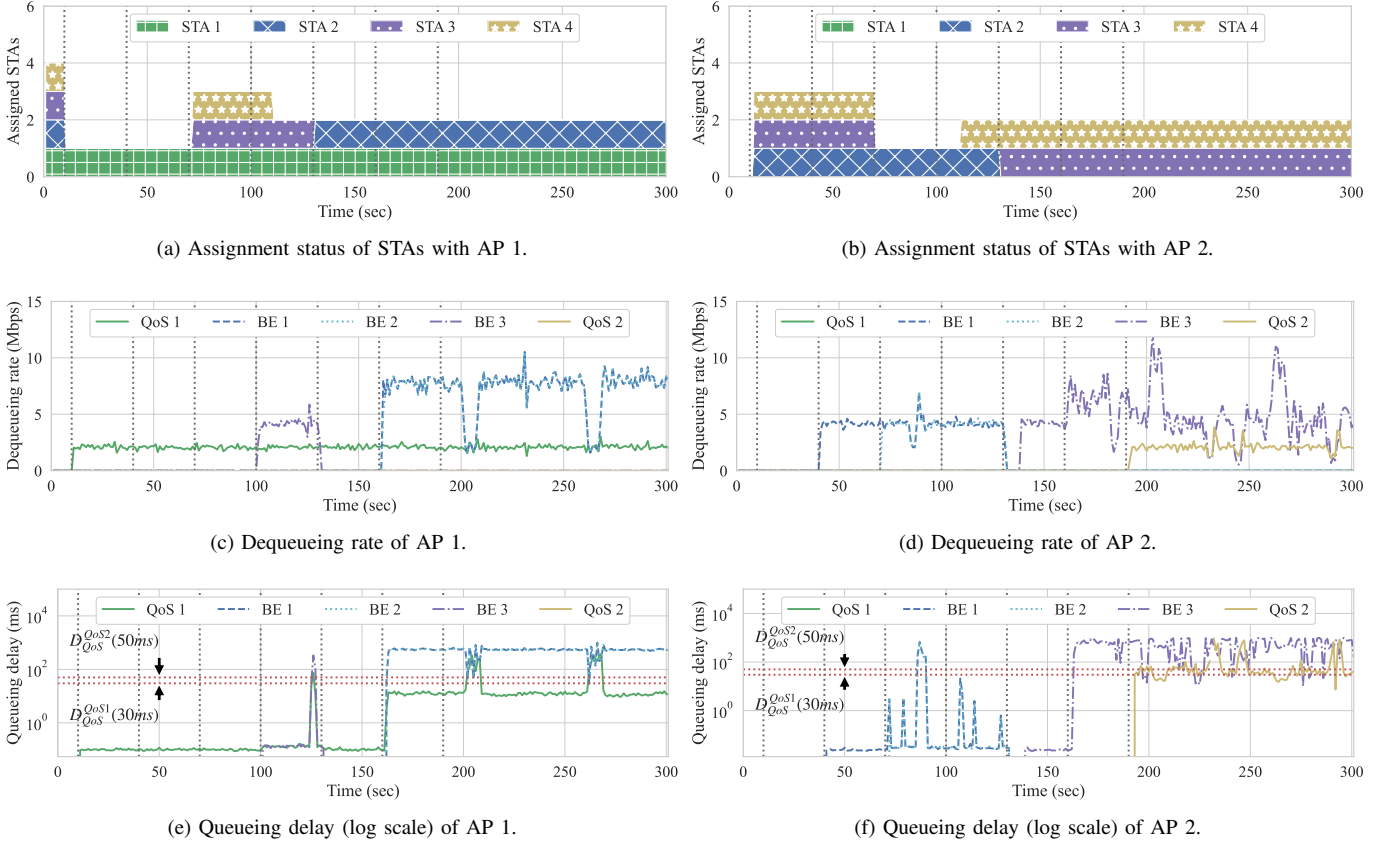 STA 1 STA 2 STA 3 STA 4
Assigned STAs
6
4
2
0
0 50 100 150 200 250 300
Time (sec)
(a) Assignment status of STAs with AP 1.
STA 1 STA 2 STA 3 STA 4
Assigned STAs
6
4
2
0
0 50 100 150 200 250 300
Time (sec)
(b) Assignment status of STAs with AP 2.
QoS 1 BE 1 BE 2 BE 3 QoS 2
Dequeueing rate (Mbps)
15
10
5
0
0 50 100 150 200 250 300
Time (sec)
(c) Dequeueing rate of AP 1.
QoS 1 BE 1 BE 2 BE 3 QoS 2
Dequeueing rate (Mbps)
15
10
5
0
0 50 100 150 200 250 300
Time (sec)
(d) Dequeueing rate of AP 2.
QoS 1 BE 1 BE 2 BE 3 QoS 2
Queueing delay (ms)
10^4
10^2
10^0
D_{QoS}^{QoS2}(50ms)
D_{QoS}^{QoS1}(30ms)
0 50 100 150 200 250 300
Time (sec)
(e) Queueing delay (log scale) of AP 1.
QoS 1 BE 1 BE 2 BE 3 QoS 2
Queueing delay (ms)
10^4
10^2
10^0
D_{QoS}^{QoS2}(50ms)
D_{QoS}^{QoS1}(30ms)
0 50 100 150 200 250 300
Time (sec)
(f) Queueing delay (log scale) of AP 2.